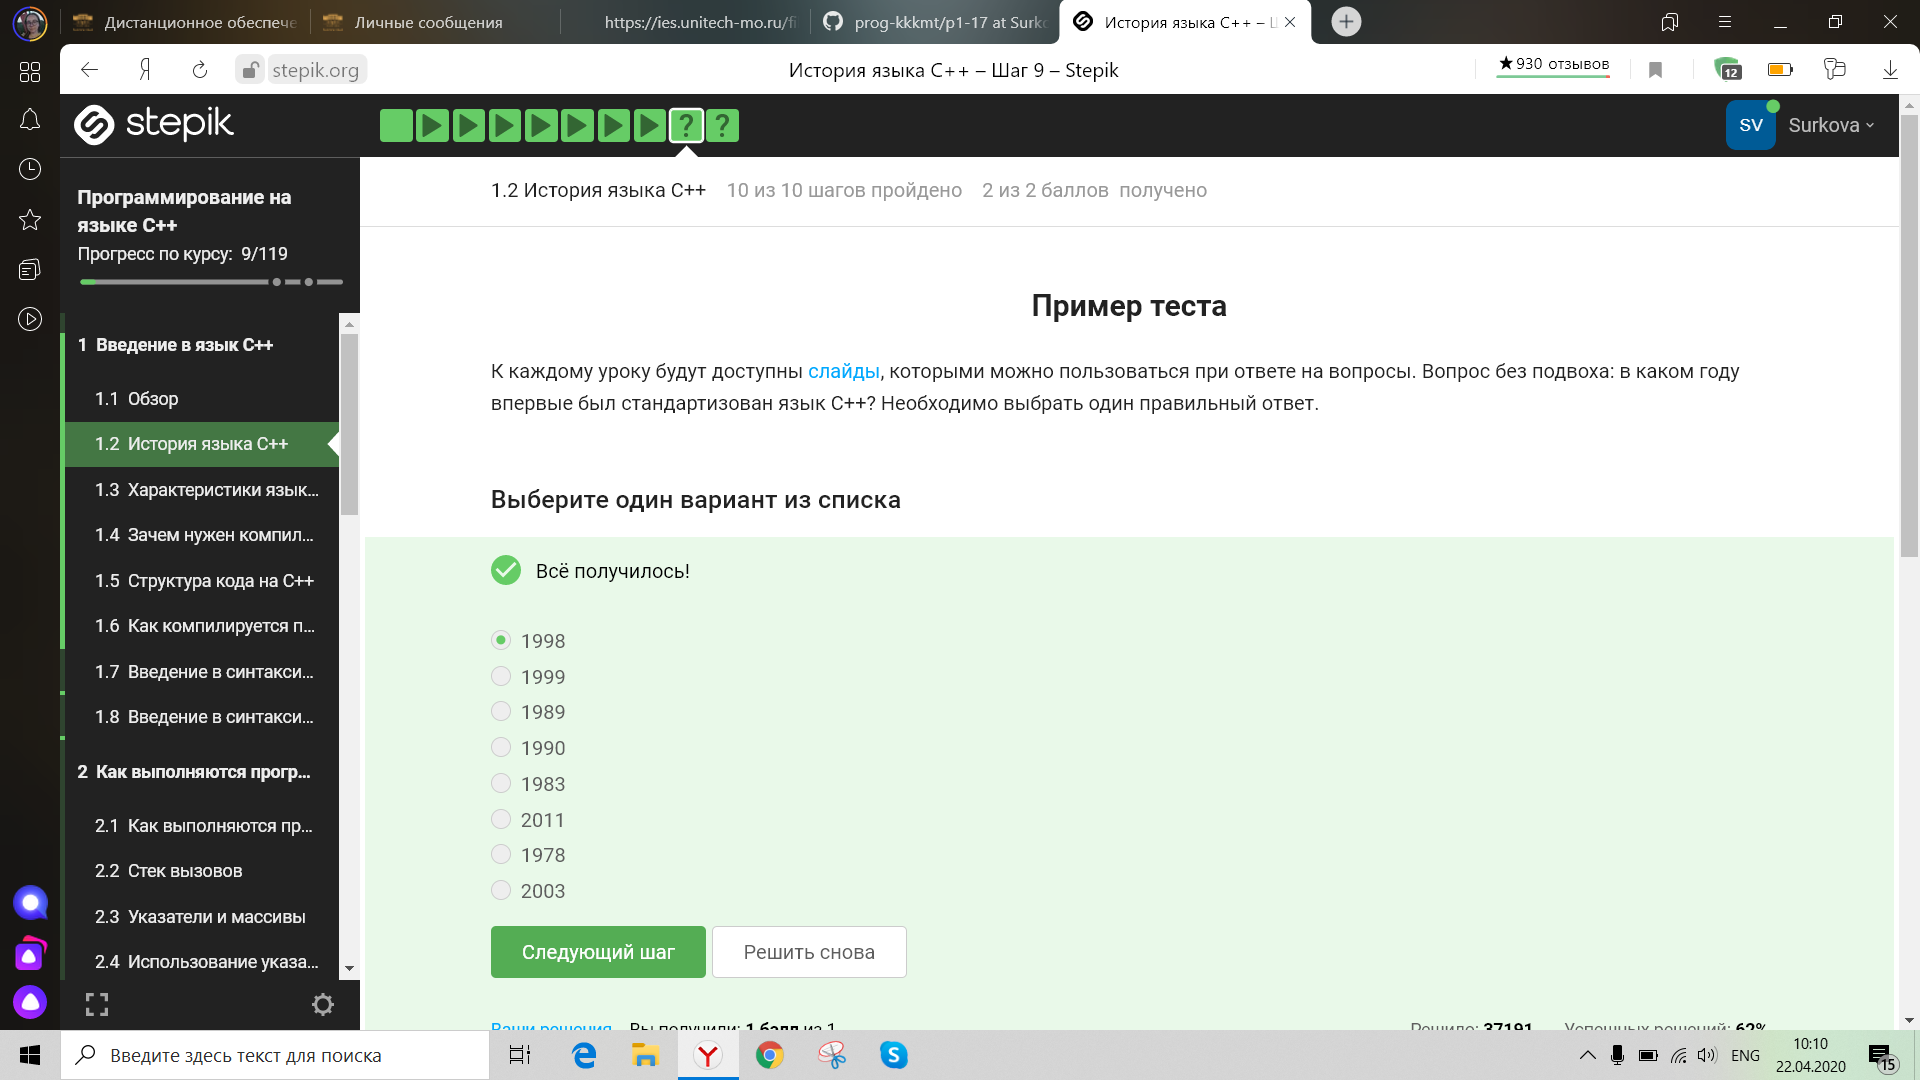 Дистанционное обеспече
Личные сообщения
https://ies.unitech-mo.ru/fi
prog-kkkmt/p1-17 at Surko
История языка C++ – Ш
Я
stepik.org
История языка C++ – Шаг 9 – Stepik
★930 отзывов
12
stepik
? ?
SV
Surkova
Программирование на
языке C++
Прогресс по курсу: 9/119
1.2 История языка C++ 10 из 10 шагов пройдено 2 из 2 баллов получено
1 Введение в язык C++
1.1 Обзор
1.2 История языка C++
1.3 Характеристики язык...
1.4 Зачем нужен компил...
1.5 Структура кода на C++
1.6 Как компилируется п...
1.7 Введение в синтакси...
1.8 Введение в синтакси...
2 Как выполняются прогр...
2.1 Как выполняются пр...
2.2 Стек вызовов
2.3 Указатели и массивы
2.4 Использование указа...
Пример теста
К каждому уроку будут доступны слайды, которыми можно пользоваться при ответе на вопросы. Вопрос без подвоха: в каком году
впервые был стандартизован язык C++? Необходимо выбрать один правильный ответ.
Выберите один вариант из списка
Всё получилось!
1998
1999
1989
1990
1983
2011
1978
2003
Следующий шаг
Решить снова
Ваши решения Вы получили: 1 балл из 1
Решило: 37191 Успешных решений: 62%
Введите здесь текст для поиска
ENG
10:10
22.04.2020
15